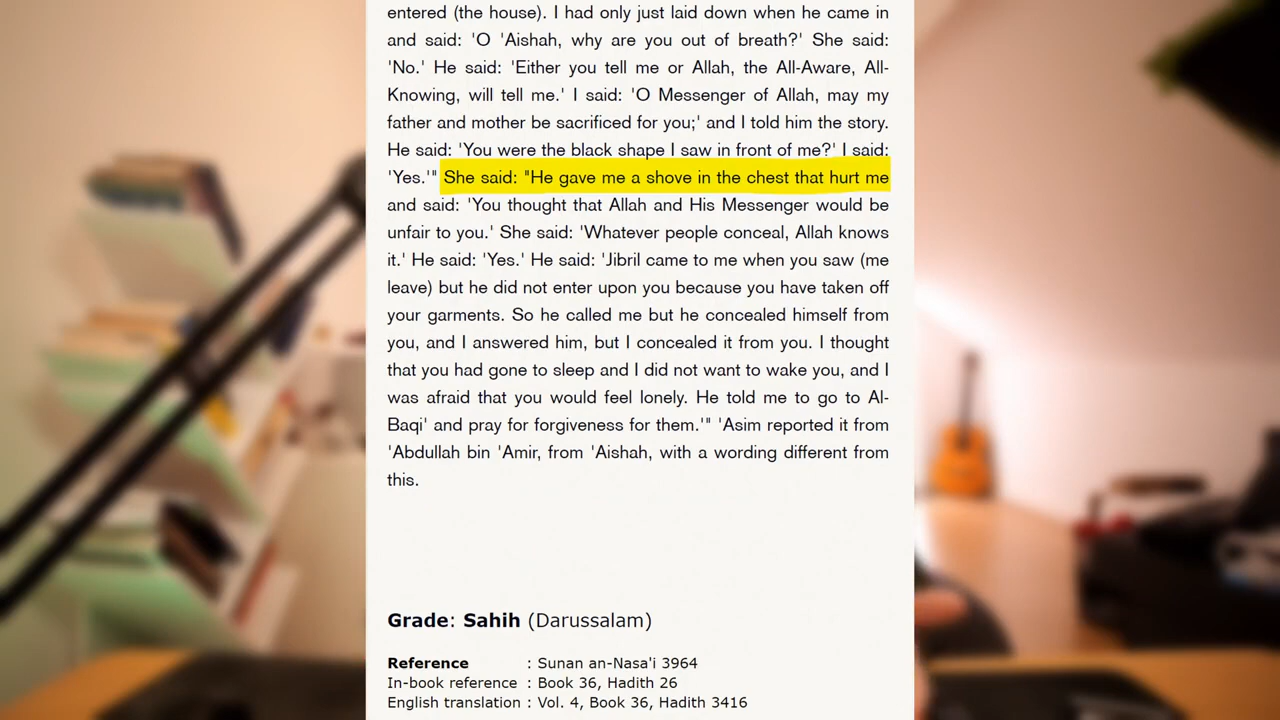 entered (the house). I had only just laid down when he came in
and said: 'O 'Aishah, why are you out of breath?' She said:
'No.' He said: 'Either you tell me or Allah, the All-Aware, All-
Knowing, will tell me.' I said: 'O Messenger of Allah, may my
father and mother be sacrificed for you;' and I told him the story.
He said: 'You were the black shape I saw in front of me?' I said:
'Yes.'" She said: "He gave me a shove in the chest that hurt me
and said: 'You thought that Allah and His Messenger would be
unfair to you.' She said: 'Whatever people conceal, Allah knows
it.' He said: 'Yes.' He said: 'Jibril came to me when you saw (me
leave) but he did not enter upon you because you have taken off
your garments. So he called me but he concealed himself from
you, and I answered him, but I concealed it from you. I thought
that you had gone to sleep and I did not want to wake you, and I
was afraid that you would feel lonely. He told me to go to Al-
Baqi' and pray for forgiveness for them.'" 'Asim reported it from
'Abdullah bin 'Amir, from 'Aishah, with a wording different from
this.
Grade: Sahih (Darussalam)
Reference : Sunan an-Nasa'i 3964
In-book reference : Book 36, Hadith 26
English translation : Vol. 4, Book 36, Hadith 3416